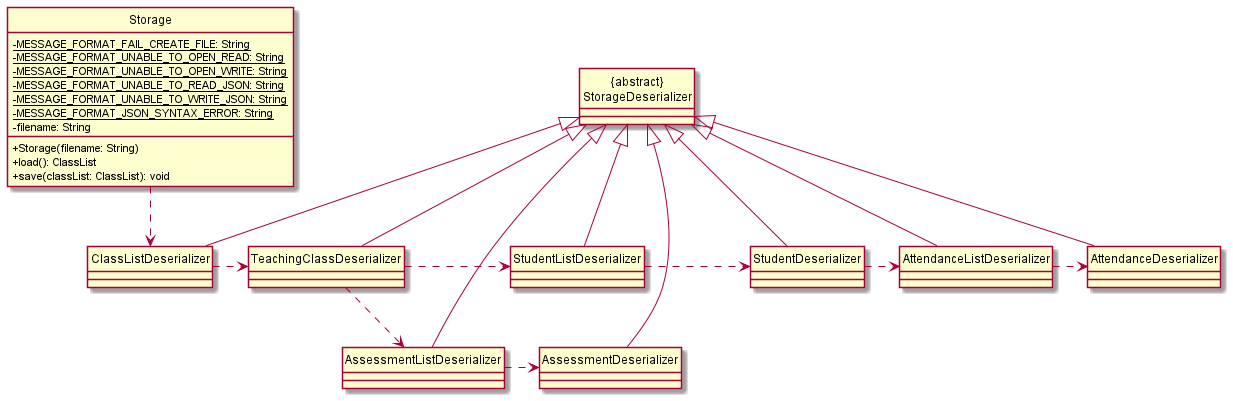 Storage
-MESSAGE_FORMAT_FAIL_CREATE_FILE: String
-MESSAGE_FORMAT_UNABLE_TO_OPEN_READ: String
-MESSAGE_FORMAT_UNABLE_TO_OPEN_WRITE: String
-MESSAGE_FORMAT_UNABLE_TO_READ_JSON: String
-MESSAGE_FORMAT_UNABLE_TO_WRITE_JSON: String
-MESSAGE_FORMAT_JSON_SYNTAX_ERROR: String
-filename: String
+Storage(filename: String)
+load(): ClassList
+save(classList: ClassList): void
{abstract}
StorageDeserializer
ClassListDeserializer
TeachingClassDeserializer
StudentListDeserializer
StudentDeserializer
AttendanceListDeserializer
AttendanceDeserializer
AssessmentListDeserializer
AssessmentDeserializer